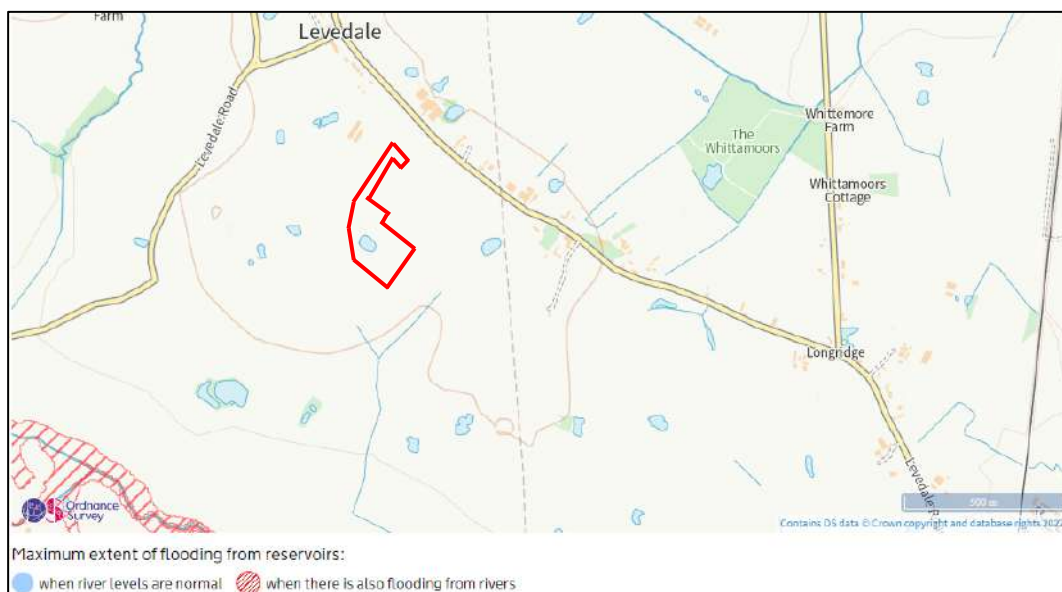 Farm
Levedale
Levedale Road
The
Whittamoors
Whittemore
Farm
Whittamoors
Cottage
Longridge
Levedale R
Ordnance
Survey
500 m
Contains OS data © Crown copyright and database rights 2022
Maximum extent of flooding from reservoirs:
when river levels are normal when there is also flooding from rivers